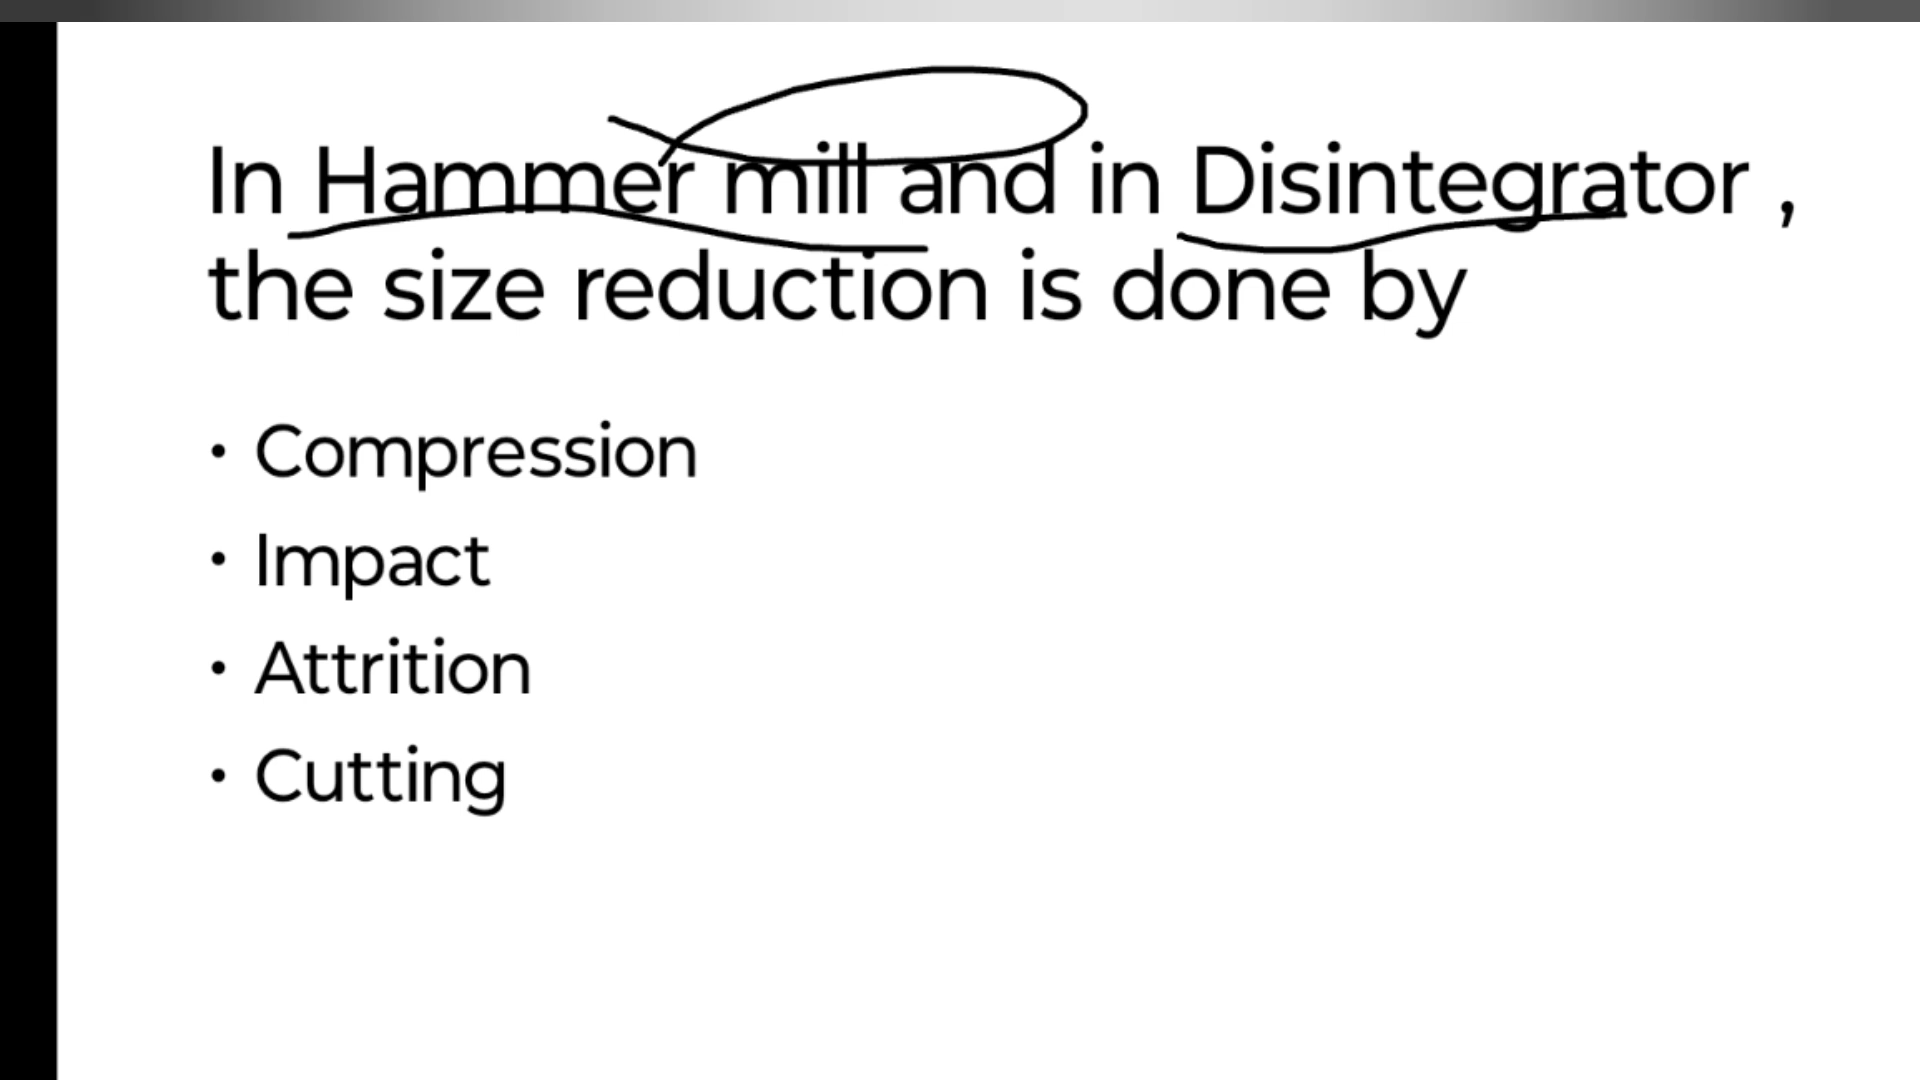 In Hammer mill and in Disintegrator ,
the size reduction is done by
• Compression
• Impact
• Attrition
• Cutting